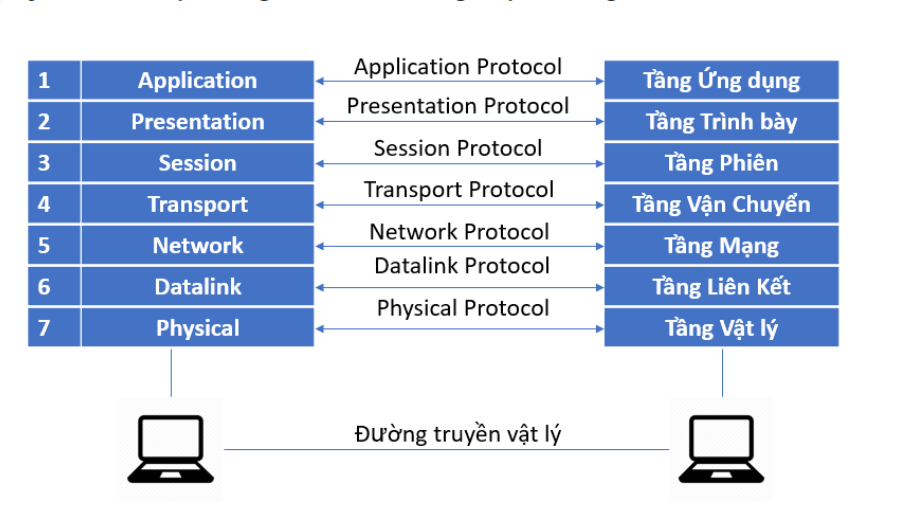 1 Application Application Protocol Tầng Ứng dụng
2 Presentation Presentation Protocol Tầng Trình bày
3 Session Session Protocol Tầng Phiên
4 Transport Transport Protocol Tầng Vận Chuyển
5 Network Network Protocol Tầng Mạng
6 Datalink Datalink Protocol Tầng Liên Kết
7 Physical Physical Protocol Tầng Vật lý
Đường truyền vật lý